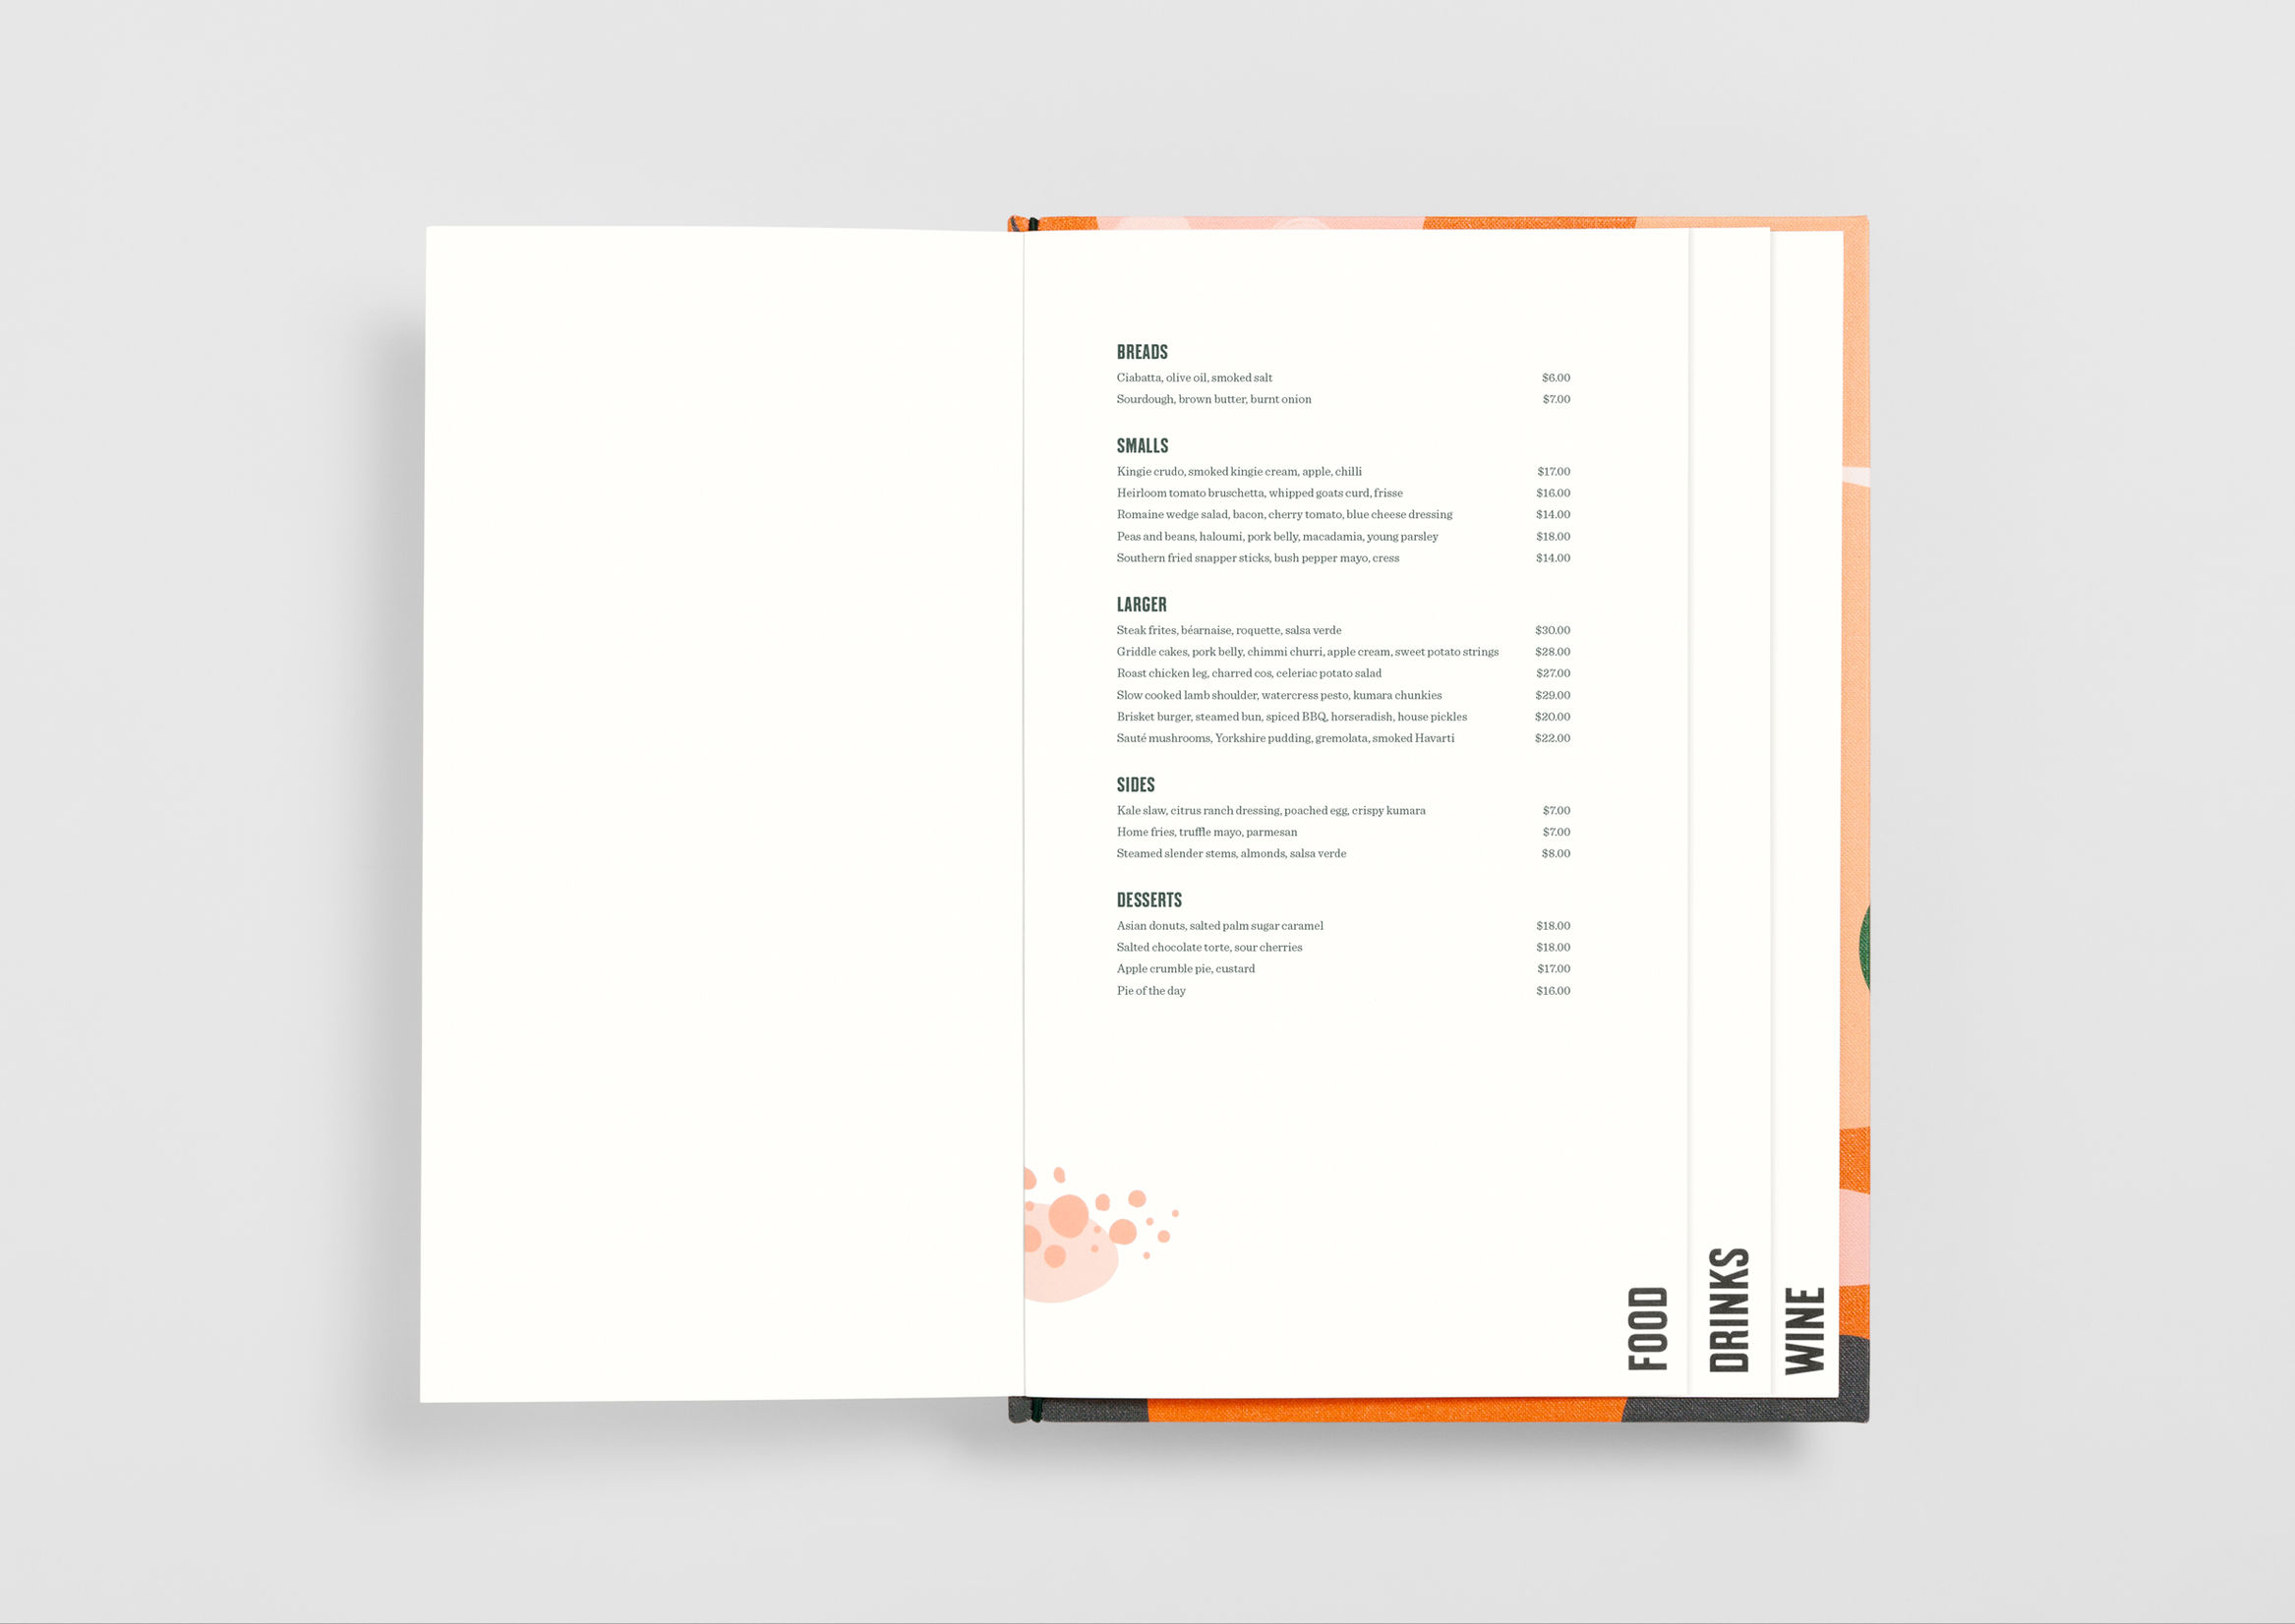 BREADS
Ciabatta, olive oil, smoked salt $6.00
Sourdough, brown butter, burnt onion $7.00
SMALLS
Kingie crudo, smoked kingie cream, apple, chilli $17.00
Heirloom tomato bruschetta, whipped goats curd, frisse $16.00
Romaine wedge salad, bacon, cherry tomato, blue cheese dressing $14.00
Peas and beans, haloumi, pork belly, macadamia, young parsley $18.00
Southern fried snapper sticks, bush pepper mayo, cress $14.00
LARGER
Steak frites, béarnaise, roquette, salsa verde $30.00
Griddle cakes, pork belly, chimmi churri, apple cream, sweet potato strings $28.00
Roast chicken leg, charred cos, celeriac potato salad $27.00
Slow cooked lamb shoulder, watercress pesto, kumara chunkies $29.00
Brisket burger, steamed bun, spiced BBQ, horseradish, house pickles $20.00
Sauté mushrooms, Yorkshire pudding, gremolata, smoked Havarti $22.00
SIDES
Kale slaw, citrus ranch dressing, poached egg, crispy kumara $7.00
Home fries, truffle mayo, parmesan $7.00
Steamed slender stems, almonds, salsa verde $8.00
DESSERTS
Asian donuts, salted palm sugar caramel $18.00
Salted chocolate torte, sour cherries $18.00
Apple crumble pie, custard $17.00
Pie of the day $16.00
FOOD
DRINKS
WINE